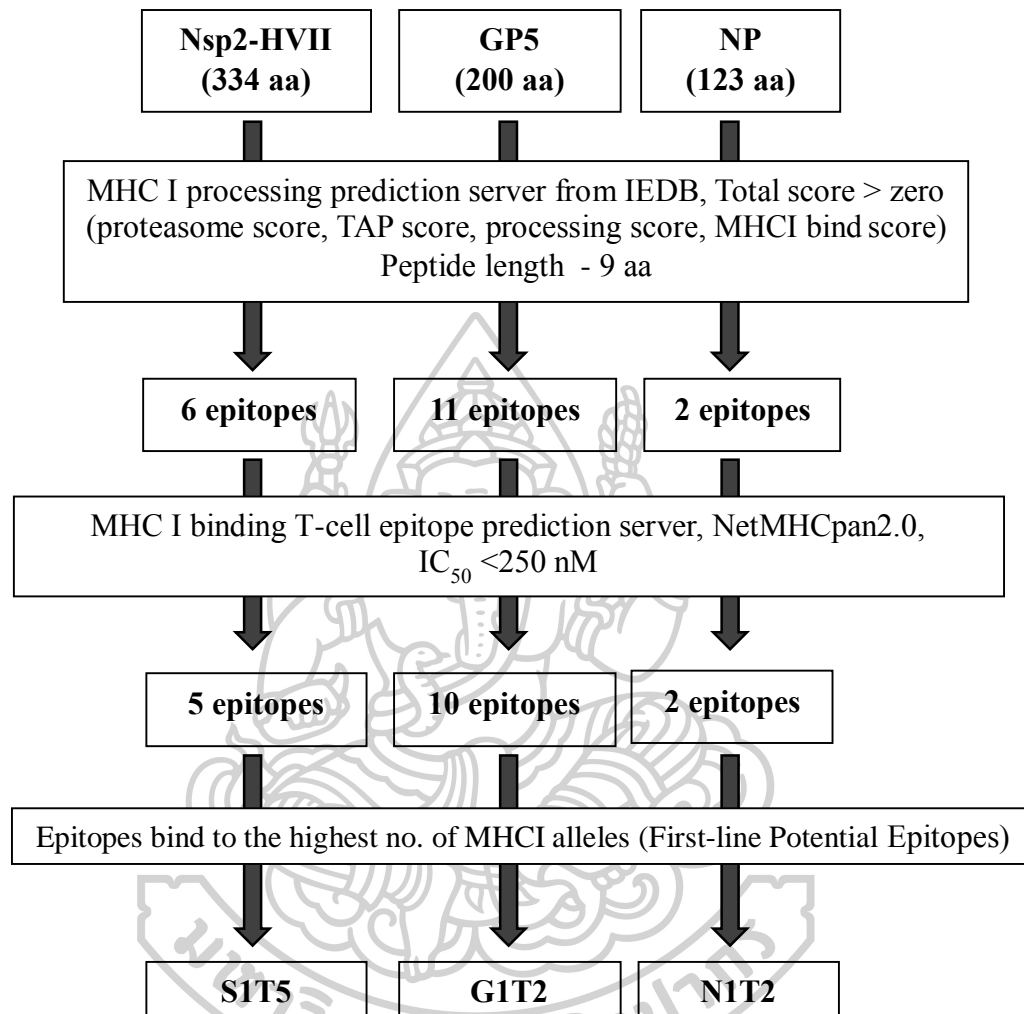 Nsp2-HVII
(334 aa)
GP5
(200 aa)
NP
(123 aa)
MHC I processing prediction server from IEDB, Total score > zero
(proteasome score, TAP score, processing score, MHCI bind score)
Peptide length - 9 aa
6 epitopes
11 epitopes
2 epitopes
MHC I binding T-cell epitope prediction server, NetMHCpan2.0,
IC₅₀ <250 nM
5 epitopes
10 epitopes
2 epitopes
Epitopes bind to the highest no. of MHCI alleles (First-line Potential Epitopes)
S1T5
G1T2
N1T2